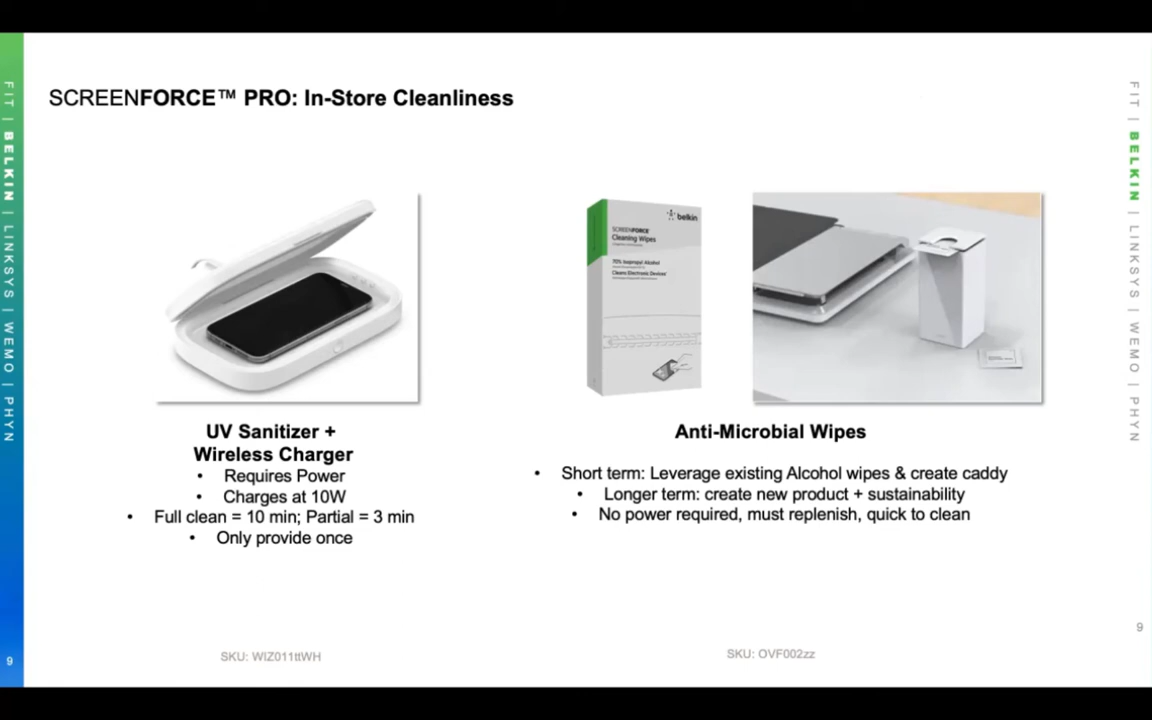 SCREENFORCE™ PRO: In-Store Cleanliness
FIT | BELKIN | LINKSYS | WEMO | PHYN
belkin
SCREENFORCE
Cleaning Wipes
70% Isopropyl Alcohol
Cleans Electronic Devices
UV Sanitizer +
Wireless Charger
• Requires Power
• Charges at 10W
• Full clean = 10 min; Partial = 3 min
• Only provide once
SKU: WIZ011ttWH
Anti-Microbial Wipes
• Short term: Leverage existing Alcohol wipes & create caddy
• Longer term: create new product + sustainability
• No power required, must replenish, quick to clean
SKU: OVF002zz
FIT | BELKIN | LINKSYS | WEMO | PHYN
9
9